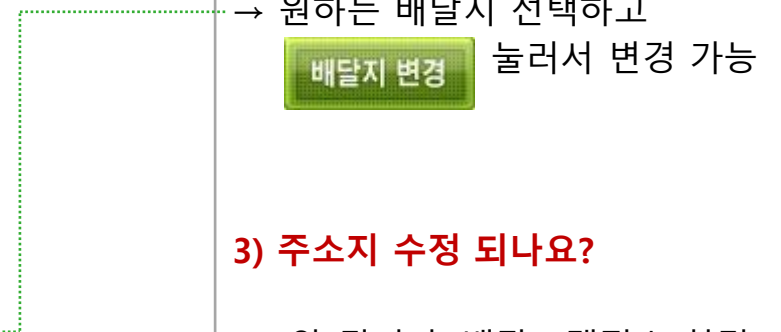 → 원하는 배달지 선택하고
배달지 변경 눌러서 변경 가능
3) 주소지 수정 되나요?